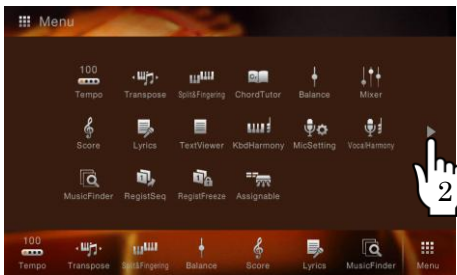 Menu
100
Tempo Transpose Split&Fingering ChordTutor Balance Mixer
Score Lyrics TextViewer KbdHarmony MicSetting VocalHarmony
MusicFinder RegistSeq RegistFreeze Assignable
2
100
Tempo Transpose Split&Fingering Balance Score Lyrics MusicFinder Menu